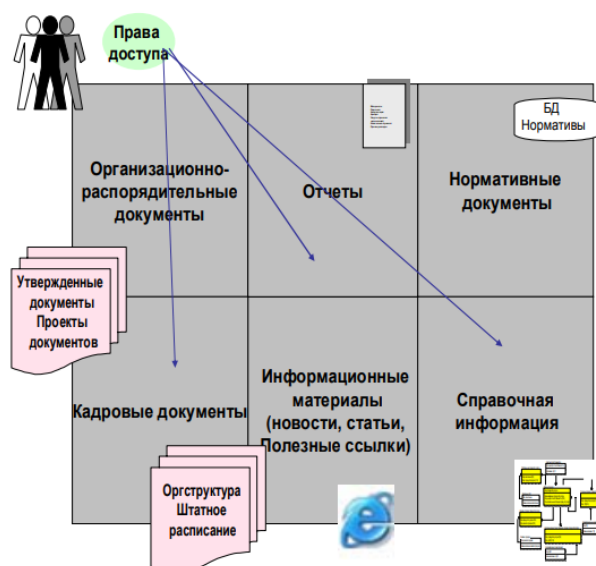 Права
доступа
БД
Нормативы
Организационно-
распорядительные
документы
Отчеты
Нормативные
документы
Утвержденные
документы
Проекты
документов
Кадровые документы
Информационные
материалы
(новости, статьи,
Полезные ссылки)
Справочная
информация
Оргструктура
Штатное
расписание